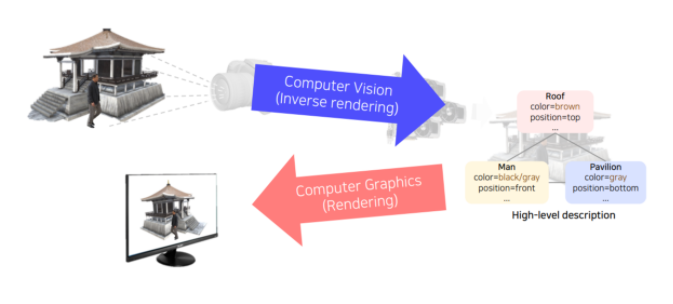 Computer Vision
(Inverse rendering)
Roof
color=brown
position=top
...
Man
color=black/gray
position=front
...
Pavilion
color=gray
position=bottom
...
High-level description
Computer Graphics
(Rendering)